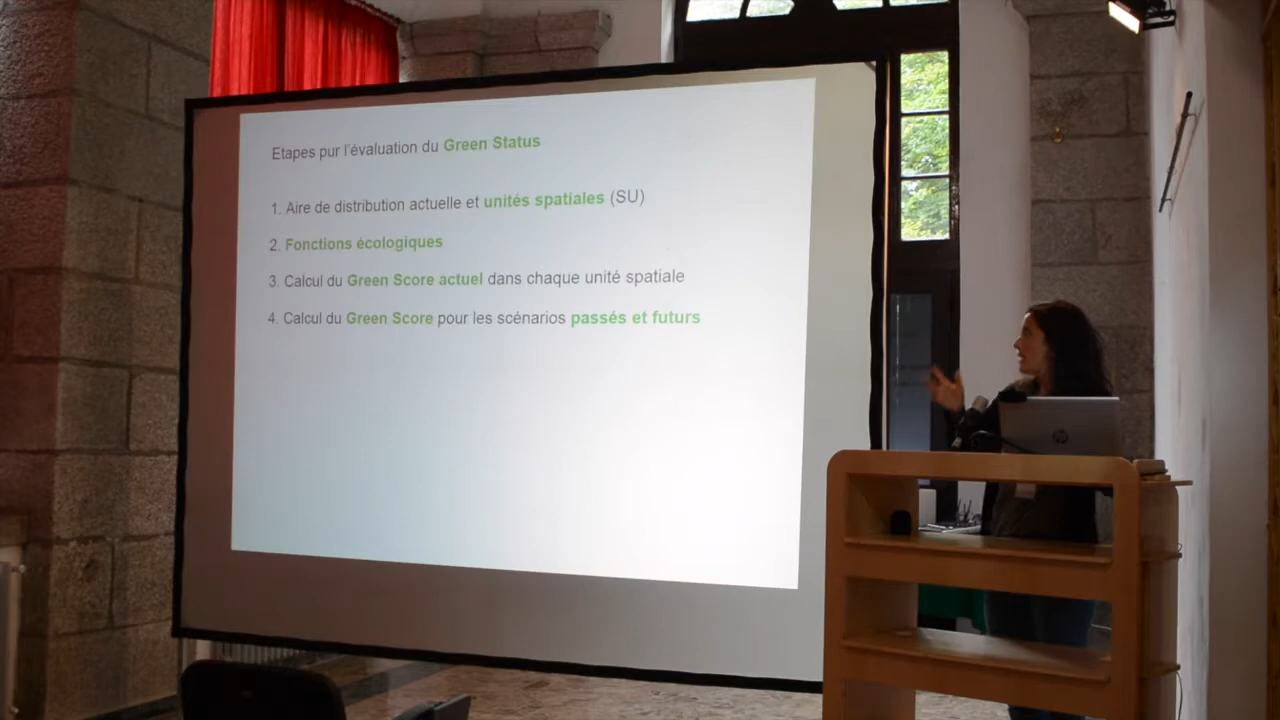 Etapes pur l'évaluation du Green Status
1. Aire de distribution actuelle et unités spatiales (SU)
2. Fonctions écologiques
3. Calcul du Green Score actuel dans chaque unité spatiale
4. Calcul du Green Score pour les scénarios passés et futurs
hp